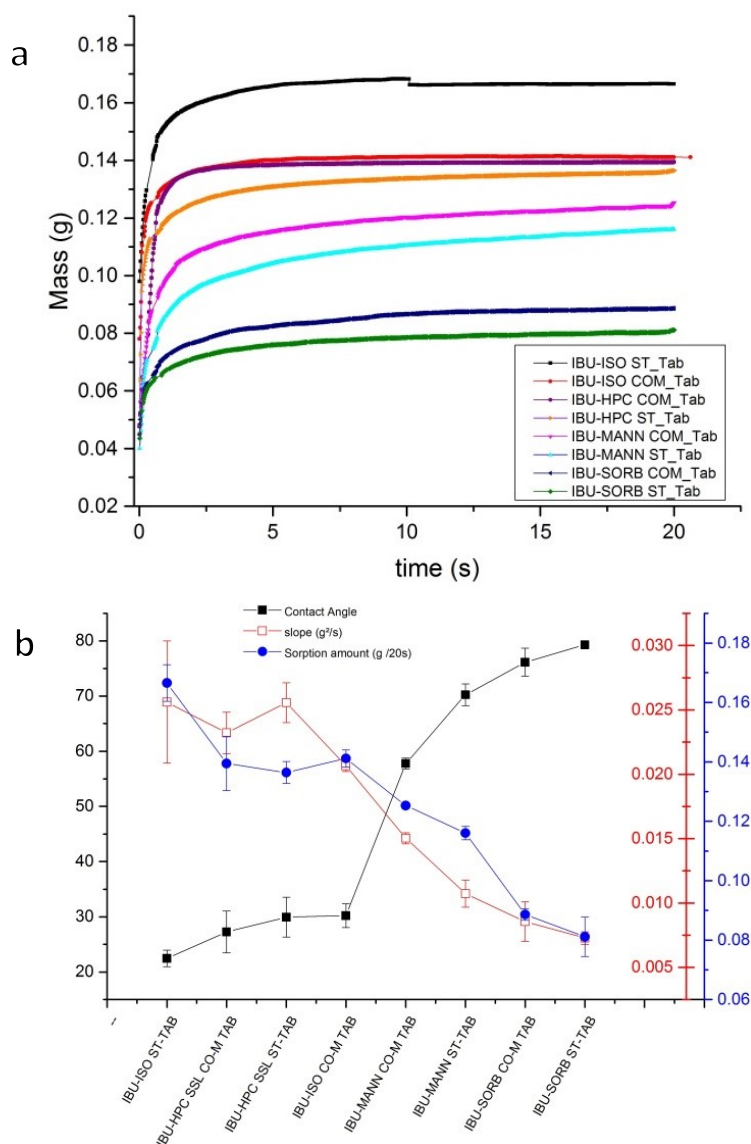 a
0.18
0.16
0.14
0.12
0.10
0.08
0.06
0.04
0.02
Mass (g)
IBU-ISO ST_Tab
IBU-ISO COM_Tab
IBU-HPC COM_Tab
IBU-HPC ST_Tab
IBU-MANN COM_Tab
IBU-MANN ST_Tab
IBU-SORB COM_Tab
IBU-SORB ST_Tab
0 5 10 15 20
time (s)
b
Contact Angle
slope (g²/s)
Sorption amount (g /20s)
80
70
60
50
40
30
20
0.030
0.025
0.020
0.015
0.010
0.005
0.18
0.16
0.14
0.12
0.10
0.08
0.06
--
IBU-ISO ST-TAB
IBU-HPC SSL CO-M TAB
IBU-HPC SSL ST-TAB
IBU-ISO CO-M TAB
IBU-MANN CO-M TAB
IBU-MANN ST-TAB
IBU-SORB CO-M TAB
IBU-SORB ST-TAB